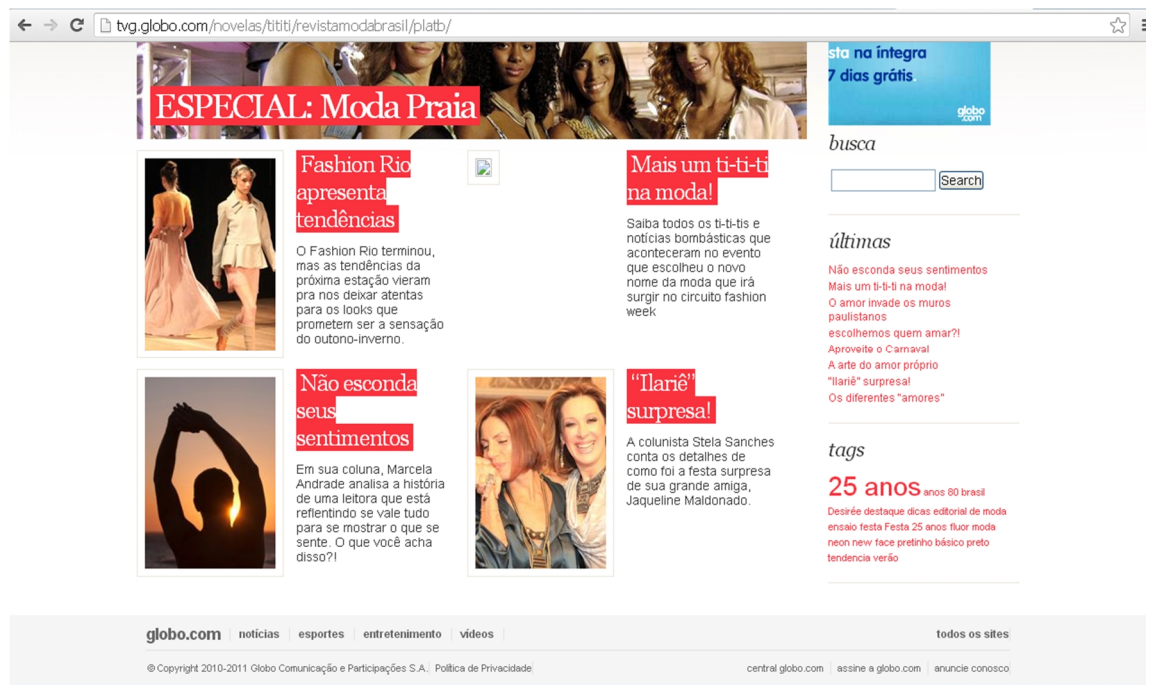 tvg.globo.com/novelas/tititi/revistamodabrasil/platb/
sta na íntegra
7 dias grátis.
globo
.com
ESPECIAL: Moda Praia
Fashion Rio
apresenta
tendências
O Fashion Rio terminou,
mas as tendências da
próxima estação vieram
pra nos deixar atentas
para os looks que
prometem ser a sensação
do outono-inverno.
Mais um ti-ti-ti
na moda!
Saiba todos os ti-ti-tis e
notícias bombásticas que
aconteceram no evento
que escolheu o novo
nome da moda que irá
surgir no circuito fashion
week
Não esconda
seus
sentimentos
Em sua coluna, Marcela
Andrade analisa a história
de uma leitora que está
reflentindo se vale tudo
para se mostrar o que se
sente. O que você acha
disso?!
“Ilariê”
surpresa!
A colunista Stela Sanches
conta os detalhes de
como foi a festa surpresa
de sua grande amiga,
Jaqueline Maldonado.
busca
Search
últimas
Não esconda seus sentimentos
Mais um ti-ti-ti na moda!
O amor invade os muros
paulistanos
escolhemos quem amar?!
Aproveite o Carnaval
A arte do amor próprio
"Ilariê" surpresa!
Os diferentes "amores"
tags
25 anos anos 80 brasil
Desirée destaque dicas editorial de moda
ensaio festa Festa 25 anos fluor moda
neon new face pretinho básico preto
tendencia verão
globo.com notícias esportes entretenimento vídeos todos os sites
© Copyright 2010-2011 Globo Comunicação e Participações S.A. Política de Privacidade central globo.com assine a globo.com anuncie conosco